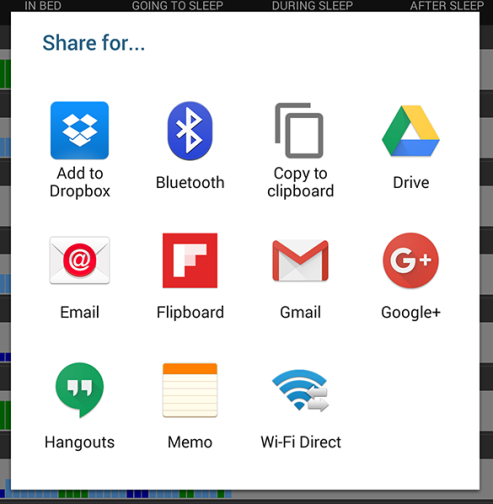 IN BED GOING TO SLEEP DURING SLEEP AFTER SLEEP
Share for...
Add to
Dropbox
Bluetooth
Copy to
clipboard
Drive
@
Email
Flipboard
Gmail
G+
Google+
Hangouts
Memo
Wi-Fi Direct